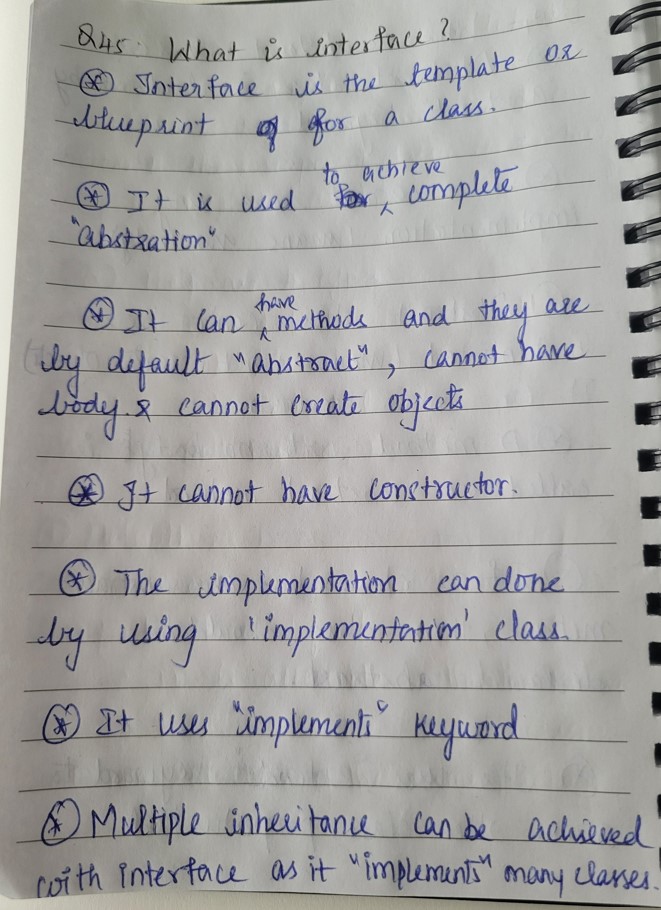 Q45. What is interface?
* Interface is the template or
blueprint of for a class.
* It is used to achieve complete
"abstration"
* It can have methods and they are
by default "abstract", cannot have
body & cannot create objects
* It cannot have constructor.
* The implementation can done
by using 'implementation' class.
* It uses "implements" keyword
* Multiple inheritance can be achieved
with interface as it "implements" many classes.